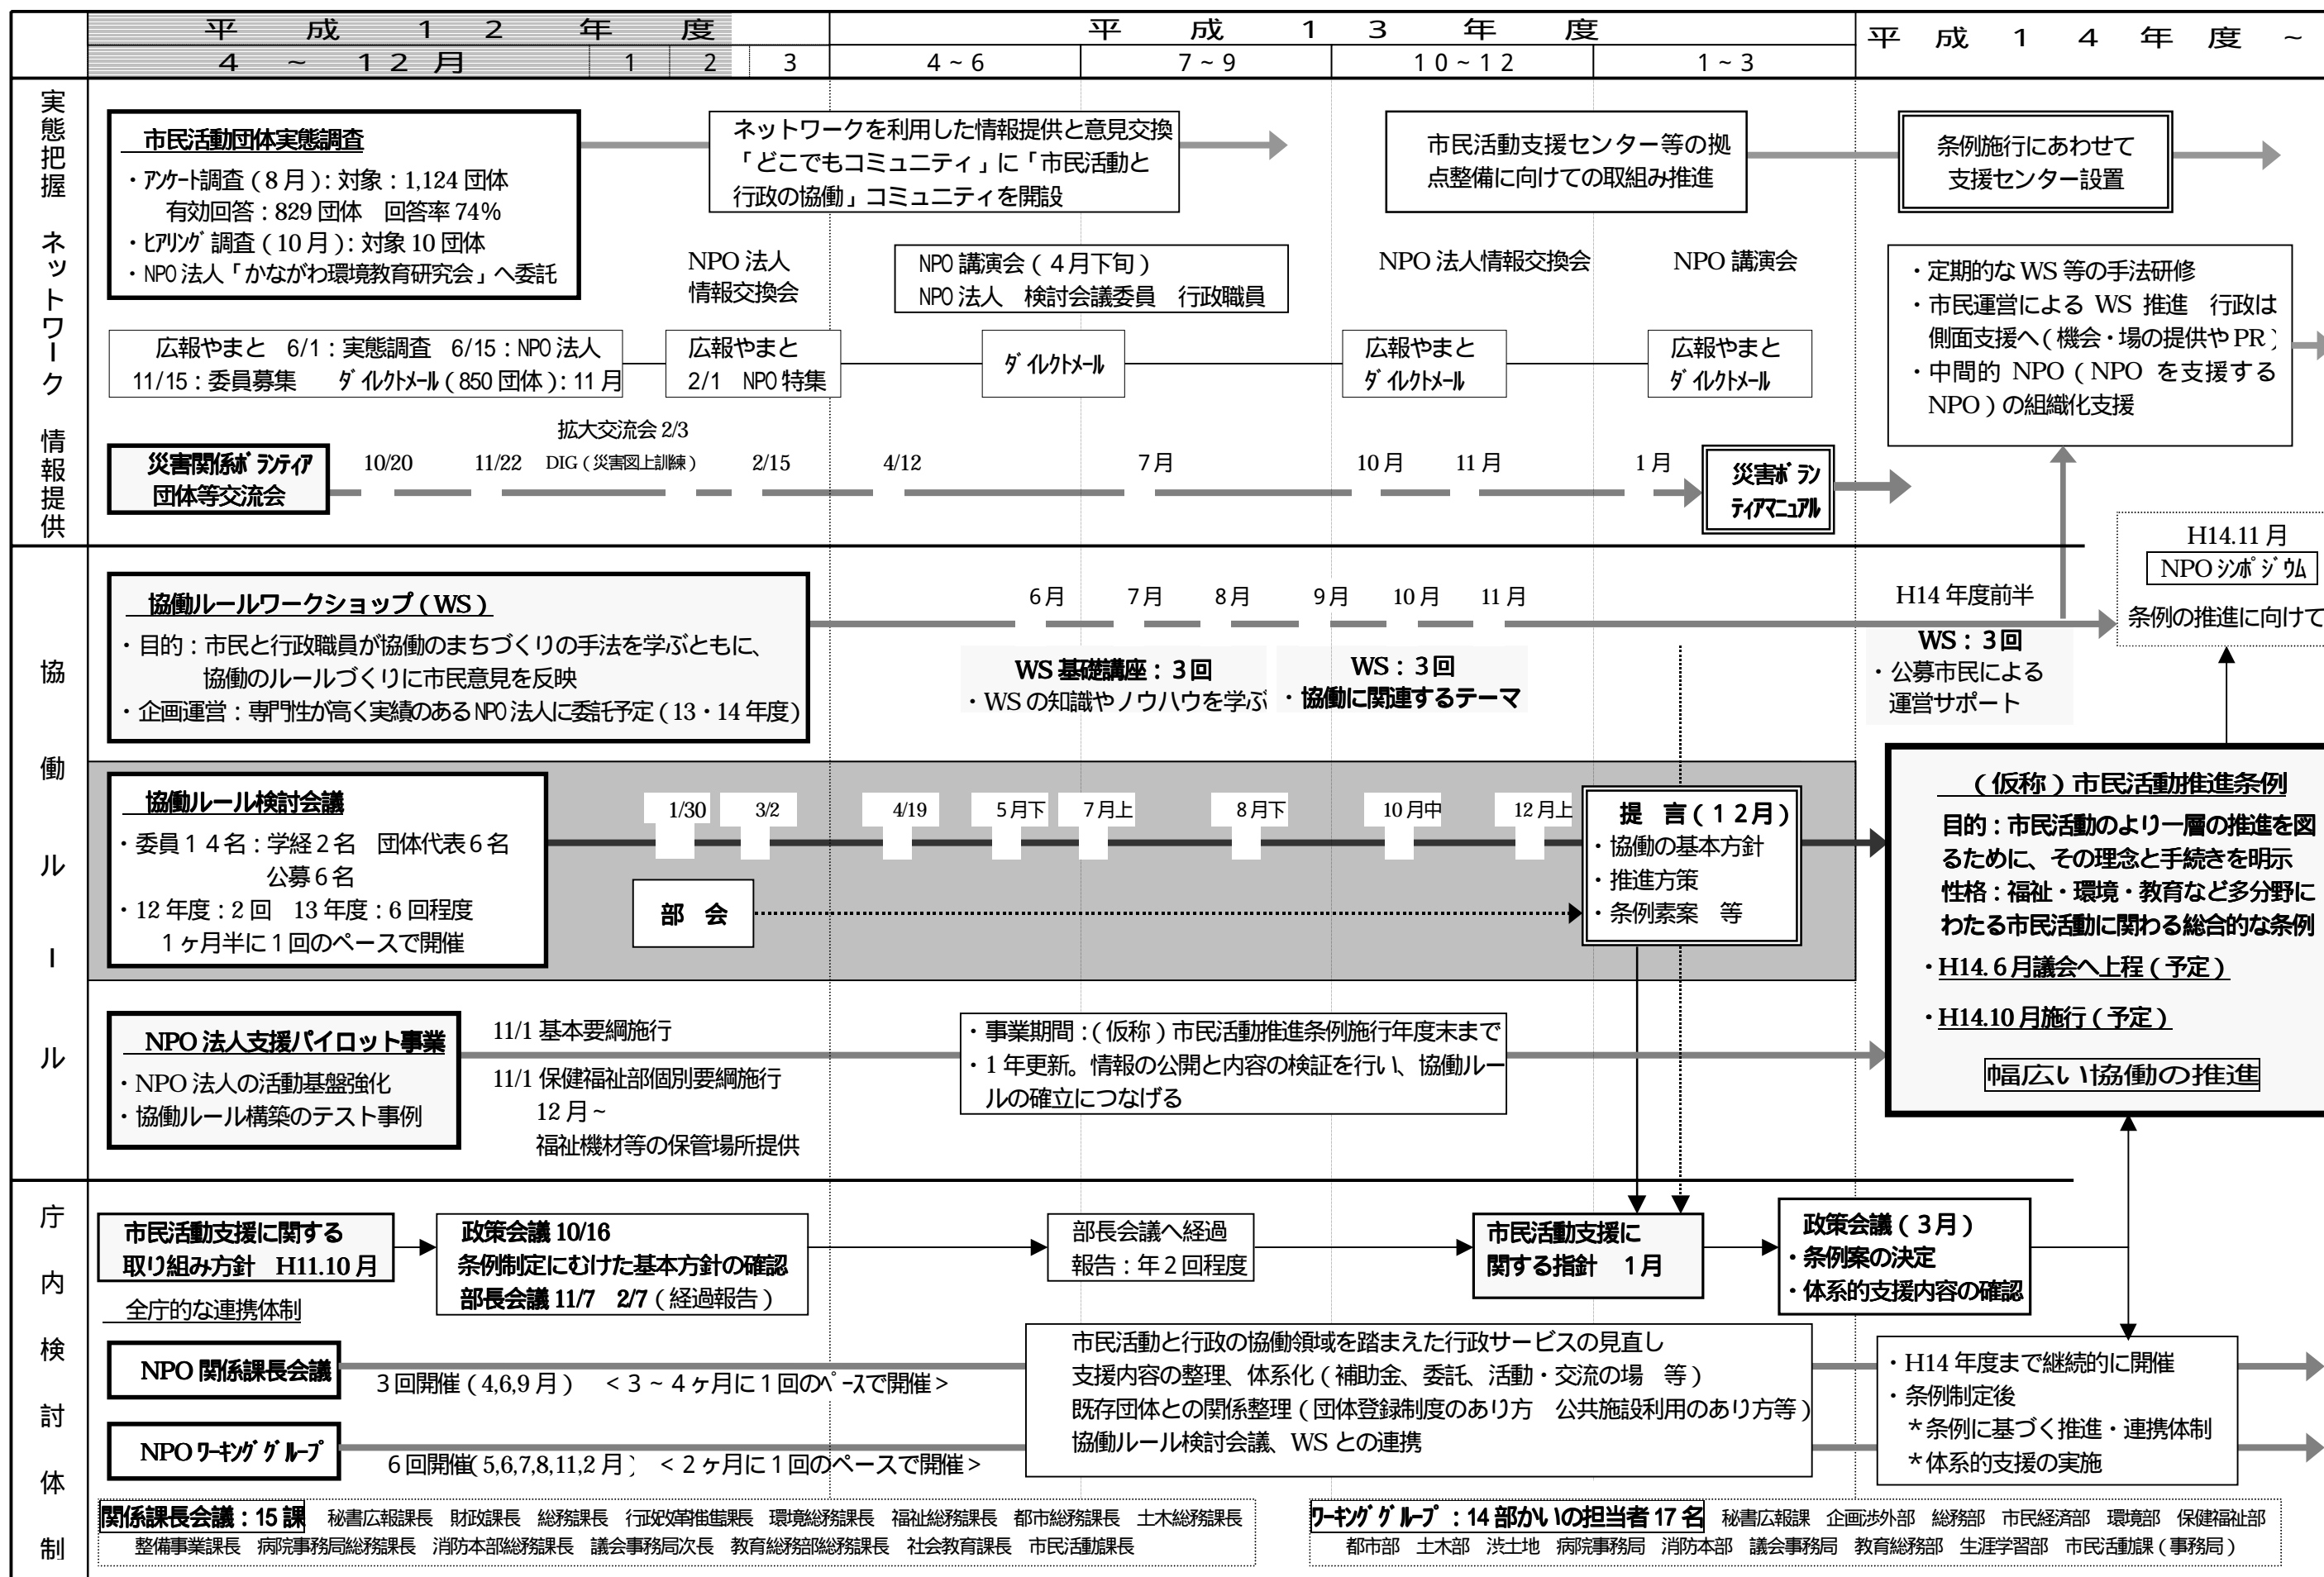 平成１２年度
平成１３年度
平成１４年度～
4～12月
1
2
3
4～6
7～9
10～12
1～3
実態把握 ネットワーク 情報提供
市民活動団体実態調査
・ｱﾝｹｰﾄ調査（8月）：対象：1,124団体
有効回答：829団体　回答率74％
・ﾋｱﾘﾝｸﾞ調査（10月）：対象10団体
・NPO法人「かながわ環境教育研究会」へ委託
ネットワークを利用した情報提供と意見交換
「どこでもコミュニティ」に「市民活動と
行政の協働」コミュニティを開設
市民活動支援センター等の拠
点整備に向けての取組み推進
条例施行にあわせて
支援センター設置
NPO法人
情報交換会
NPO講演会（４月下旬）
NPO法人　検討会議委員　行政職員
NPO法人情報交換会
NPO講演会
・定期的なWS等の手法研修
・市民運営による WS 推進　行政は
側面支援へ（機会・場の提供やPR）
・中間的 NPO（NPO を支援する
NPO）の組織化支援
広報やまと　6/1：実態調査　6/15：NPO法人
11/15：委員募集　ﾀﾞｲﾚｸﾄﾒｰﾙ（850団体）：11月
広報やまと
2/1　NPO特集
ﾀﾞｲﾚｸﾄﾒｰﾙ
広報やまと
ﾀﾞｲﾚｸﾄﾒｰﾙ
広報やまと
ﾀﾞｲﾚｸﾄﾒｰﾙ
災害関係ﾎﾞﾗﾝﾃｨｱ
団体等交流会
10/20
11/22
拡大交流会2/3
DIG（災害図上訓練）
2/15
4/12
7月
10月
11月
1月
災害ﾎﾞﾗﾝ
ﾃｨｱﾏﾆｭｱﾙ
H14.11月
NPOｼﾝﾎﾟｼﾞｳﾑ
条例の推進に向けて
協働ルール
協働ルールワークショップ（WS）
・目的：市民と行政職員が協働のまちづくりの手法を学ぶともに、
協働のルールづくりに市民意見を反映
・企画運営：専門性が高く実績のあるNPO法人に委託予定（13・14年度）
6月
7月
8月
9月
10月
11月
H14年度前半
WS基礎講座：３回
・WSの知識やノウハウを学ぶ
WS：３回
・協働に関連するテーマ
WS：３回
・公募市民による
運営サポート
協働ルール検討会議
・委員１４名：学経２名　団体代表６名
公募６名
・12年度：2回　13年度：6回程度
１ヶ月半に１回のペースで開催
1/30
3/2
4/19
5月下
7月上
8月下
10月中
12月上
部　会
提　言（１２月）
・協働の基本方針
・推進方策
・条例素案　等
（仮称）市民活動推進条例
目的：市民活動のより一層の推進を図
るために、その理念と手続きを明示
性格：福祉・環境・教育など多分野に
わたる市民活動に関わる総合的な条例
・H14.６月議会へ上程（予定）
・H14.10月施行（予定）
幅広い協働の推進
NPO法人支援パイロット事業
・NPO法人の活動基盤強化
・協働ルール構築のテスト事例
11/1 基本要綱施行
11/1 保健福祉部個別要綱施行
12月～
福祉機材等の保管場所提供
・事業期間：（仮称）市民活動推進条例施行年度末まで
・1年更新。情報の公開と内容の検証を行い、協働ルー
ルの確立につなげる
庁内検討体制
市民活動支援に関する
取り組み方針　H11.10月
全庁的な連携体制
政策会議10/16
条例制定にむけた基本方針の確認
部長会議11/7　2/7（経過報告）
部長会議へ経過
報告：年２回程度
市民活動支援に
関する指針　１月
政策会議（３月）
・条例案の決定
・体系的支援内容の確認
NPO関係課長会議
3回開催（4,6,9月）　＜３～４ヶ月に１回のﾍﾟｰｽで開催＞
NPOﾜｰｷﾝｸﾞｸﾞﾙｰﾌﾟ
6回開催（5,6,7,8,11,2月）　＜２ヶ月に１回のペースで開催＞
市民活動と行政の協働領域を踏まえた行政サービスの見直し
支援内容の整理、体系化（補助金、委託、活動・交流の場　等）
既存団体との関係整理（団体登録制度のあり方　公共施設利用のあり方等）
協働ルール検討会議、WSとの連携
・H14年度まで継続的に開催
・条例制定後
＊条例に基づく推進・連携体制
＊体系的支援の実施
関係課長会議：15課　秘書広報課長　財政課長　総務課長　行政改革推進課長　環境総務課長　福祉総務課長　都市総務課長　土木総務課長
整備事業課長　病院事務局総務課長　消防本部総務課長　議会事務局次長　教育総務部総務課長　社会教育課長　市民活動課長
ﾜｰｷﾝｸﾞｸﾞﾙｰﾌﾟ：14部かいの担当者17名　秘書広報課　企画渉外部　総務部　市民経済部　環境部　保健福祉部
都市部　土木部　渋土地　病院事務局　消防本部　議会事務局　教育総務部　生涯学習部　市民活動課（事務局）